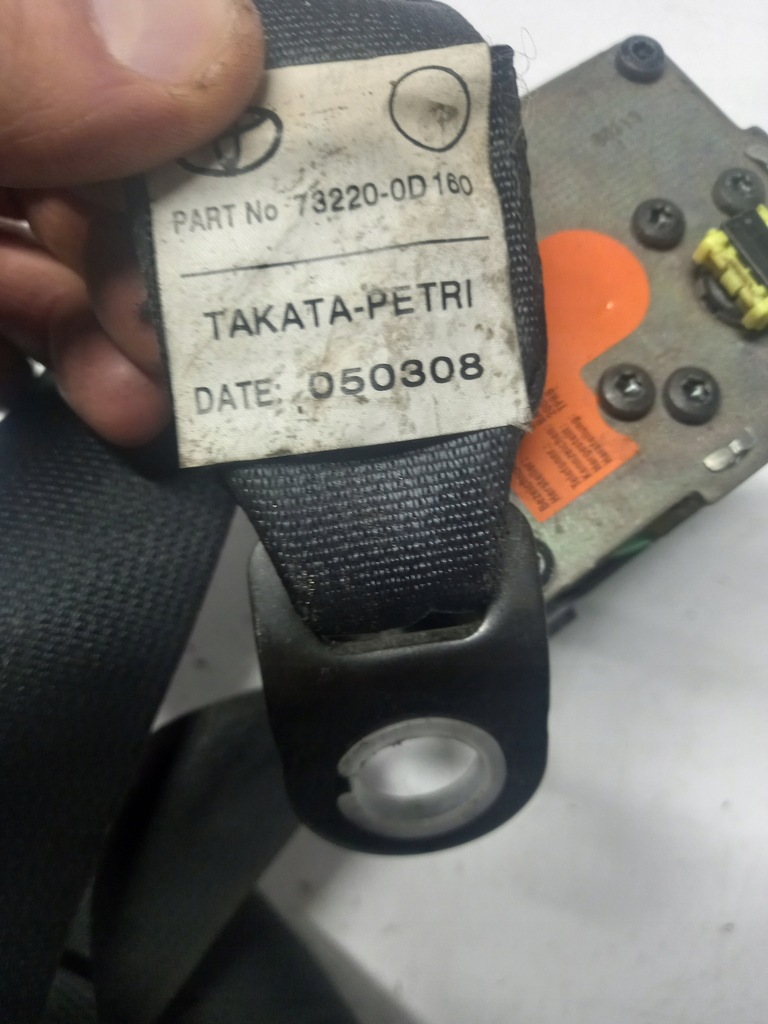 PART No 73220-0D160
TAKATA-PETRI
DATE: 050308